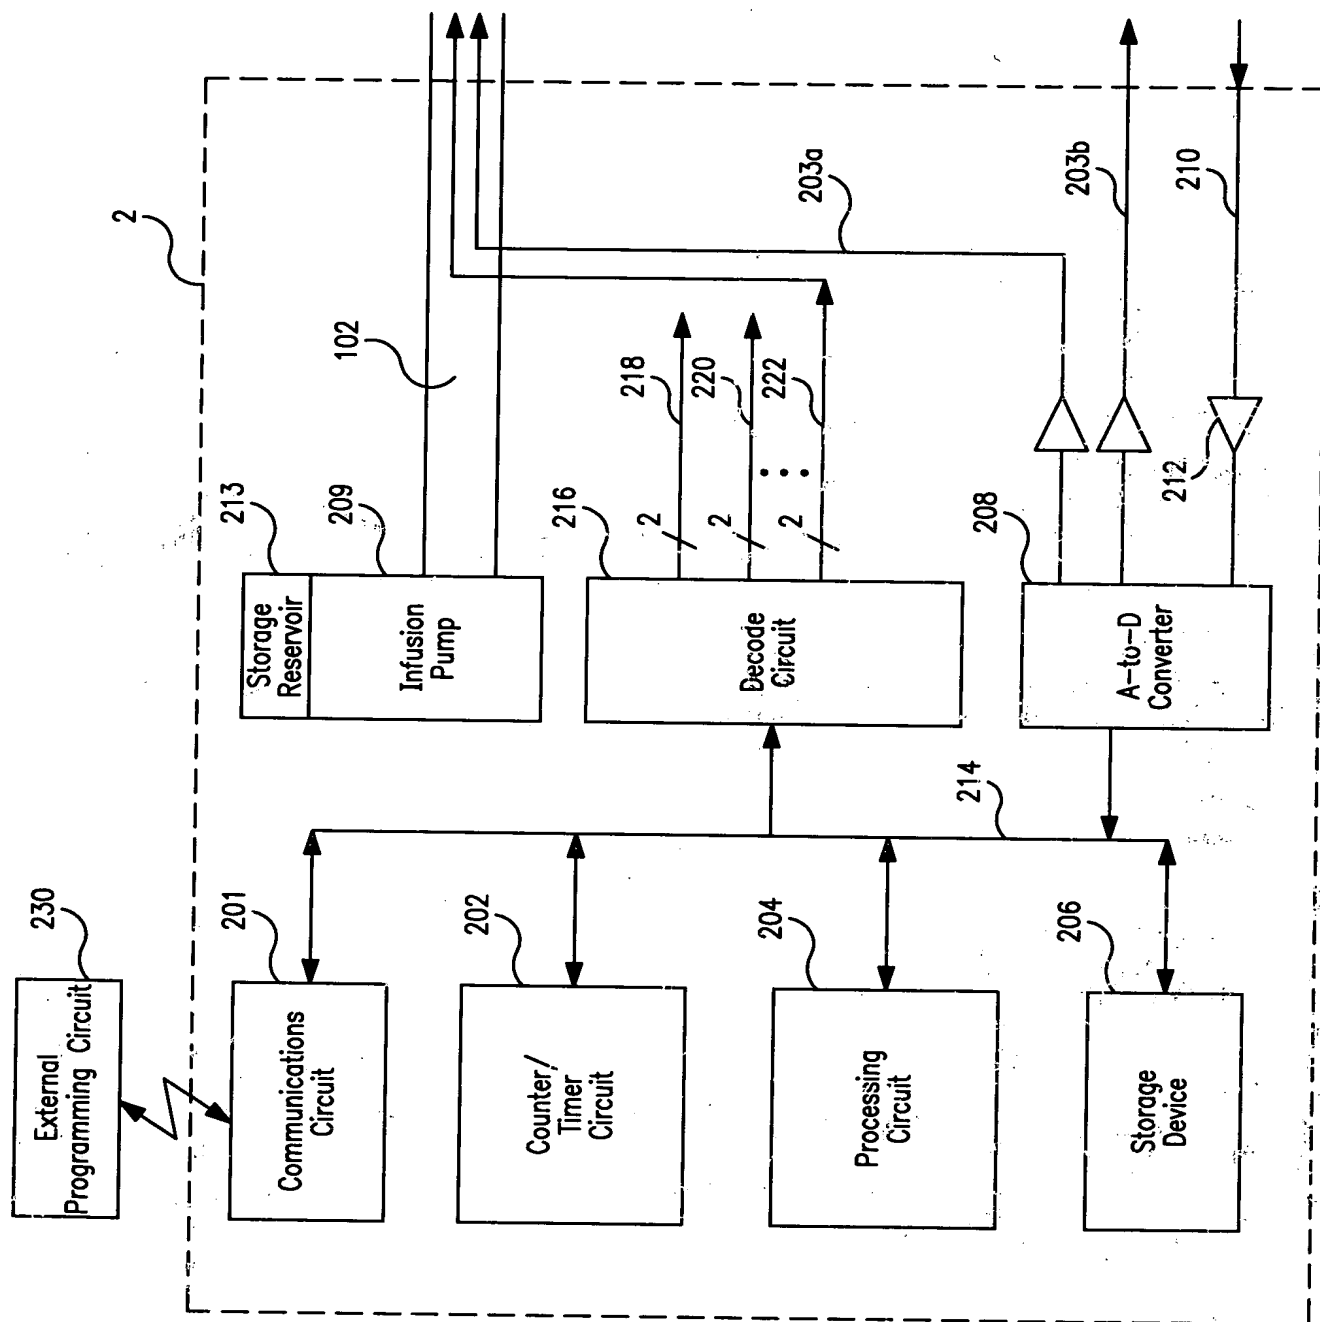 External
Programming Circuit
230
2
Communications
Circuit
201
Counter/
Timer
Circuit
202
Processing
Circuit
204
Storage
Device
206
214
Storage
Reservoir
213
Infusion
Pump
209
102
Decode
Circuit
216
2
218
2
220
2
222
A-to-D
Converter
208
203a
203b
210
212